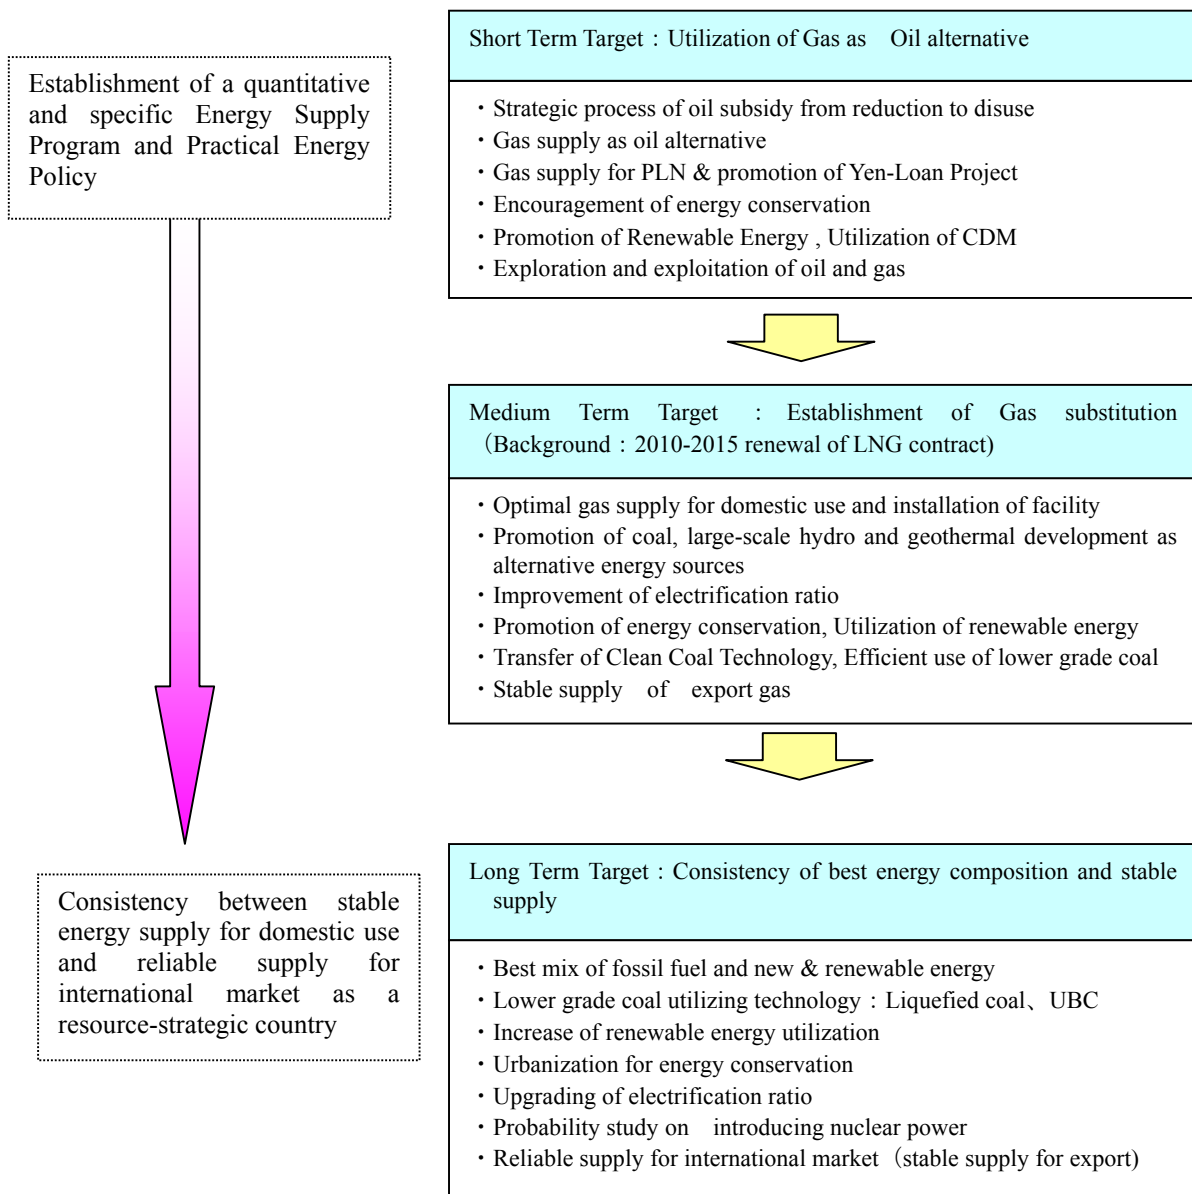 Establishment of a quantitative
and specific Energy Supply
Program and Practical Energy
Policy
Short Term Target : Utilization of Gas as Oil alternative
・Strategic process of oil subsidy from reduction to disuse
・Gas supply as oil alternative
・Gas supply for PLN & promotion of Yen-Loan Project
・Encouragement of energy conservation
・Promotion of Renewable Energy , Utilization of CDM
・Exploration and exploitation of oil and gas
Medium Term Target : Establishment of Gas substitution
（Background : 2010-2015 renewal of LNG contract)
・Optimal gas supply for domestic use and installation of facility
・Promotion of coal, large-scale hydro and geothermal development as
alternative energy sources
・Improvement of electrification ratio
・Promotion of energy conservation, Utilization of renewable energy
・Transfer of Clean Coal Technology, Efficient use of lower grade coal
・Stable supply of export gas
Consistency between stable
energy supply for domestic use
and reliable supply for
international market as a
resource-strategic country
Long Term Target : Consistency of best energy composition and stable
supply
・Best mix of fossil fuel and new & renewable energy
・Lower grade coal utilizing technology : Liquefied coal、UBC
・Increase of renewable energy utilization
・Urbanization for energy conservation
・Upgrading of electrification ratio
・Probability study on introducing nuclear power
・Reliable supply for international market（stable supply for export)